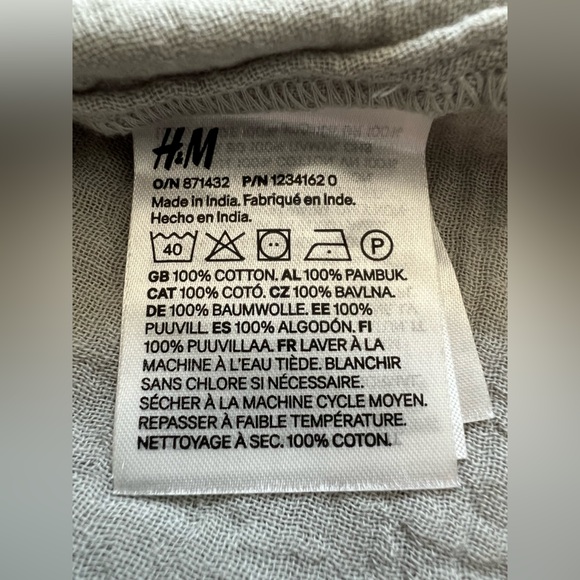 H&M
O/N 871432 P/N 1234162 0
Made in India. Fabriqué en Inde.
Hecho en India.
40 P
GB 100% COTTON. AL 100% PAMBUK.
CAT 100% COTÓ. CZ 100% BAVLNA.
DE 100% BAUMWOLLE. EE 100%
PUUVILL. ES 100% ALGODÓN. FI
100% PUUVILLAA. FR LAVER À LA
MACHINE À L'EAU TIÈDE. BLANCHIR
SANS CHLORE SI NÉCESSAIRE.
SÉCHER À LA MACHINE CYCLE MOYEN.
REPASSER À FAIBLE TEMPÉRATURE.
NETTOYAGE À SEC. 100% COTON.